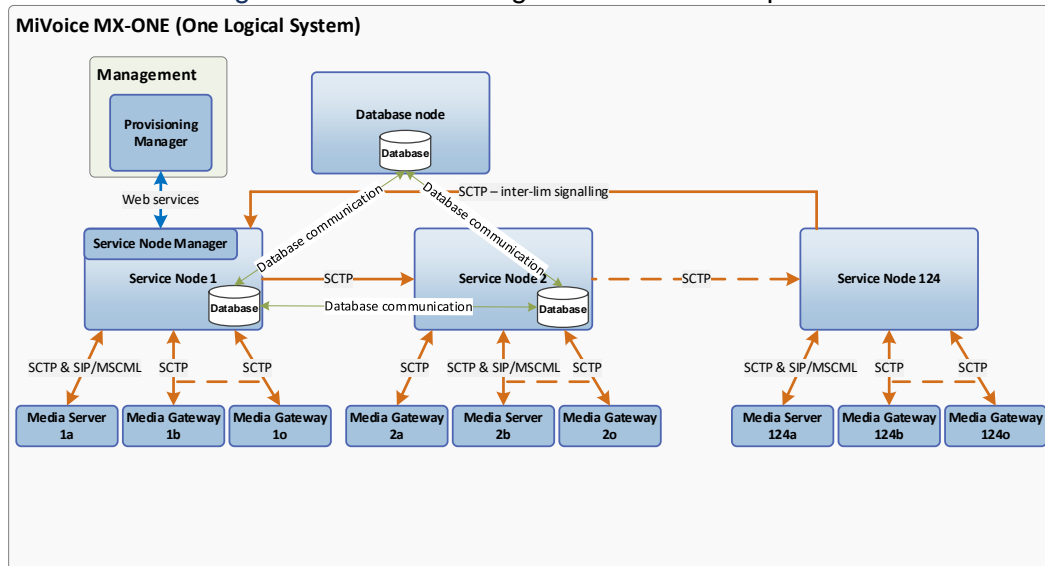 MiVoice MX-ONE (One Logical System)
Management
Provisioning
Manager
Database node
Database
Web services
SCTP – inter-lim signalling
Database communication
Database communication
Service Node Manager
Service Node 1
Database
SCTP
Database communication
Service Node 2
Database
SCTP
Service Node 124
SCTP & SIP/MSCML
SCTP
SCTP
SCTP
SCTP & SIP/MSCML
SCTP
SCTP & SIP/MSCML
SCTP
SCTP
Media Server
1a
Media Gateway
1b
Media Gateway
1o
Media Gateway
2a
Media Server
2b
Media Gateway
2o
Media Server
124a
Media Gateway
124b
Media Gateway
124o